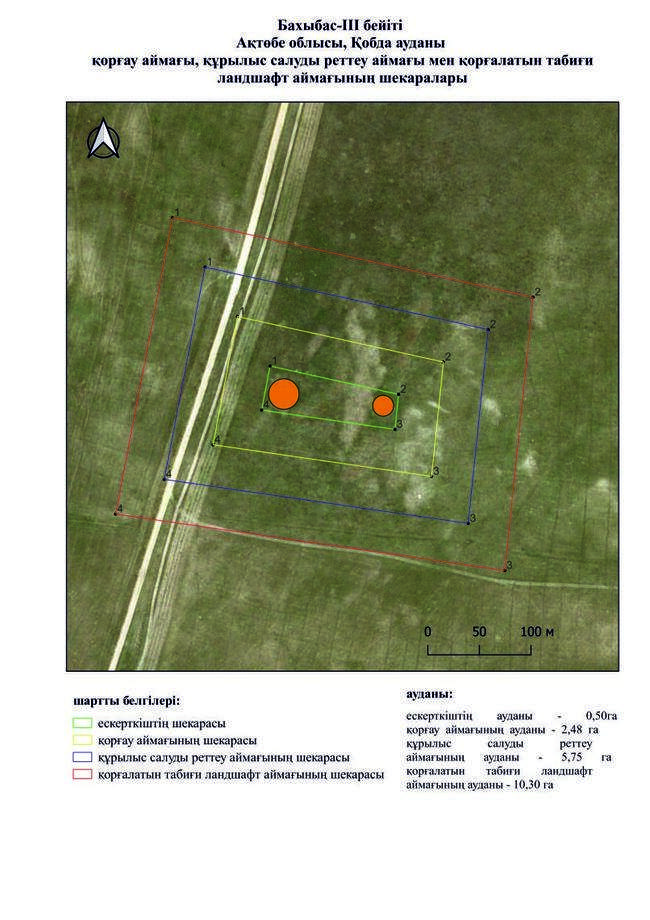 Бахыбас-III бейіті
Ақтөбе облысы, Қобда ауданы
қорғау аймағы, құрылыс салуды реттеу аймағы мен қорғалатын табиғи
ландшафт аймағының шекаралары
1
2
1
2
1
2
1
2
4
3
4
3
4
3
4
3
0 50 100 м
шартты белгілері:
ескерткіштің шекарасы
қорғау аймағының шекарасы
құрылыс салуды реттеу аймағының шекарасы
қорғалатын табиғи ландшафт аймағының шекарасы
ауданы:
ескерткіштің ауданы - 0,50га
қорғау аймағының ауданы - 2,48 га
құрылыс салуды реттеу
аймағының ауданы - 5,75 га
қорғалатын табиғи ландшафт
аймағының ауданы - 10,30 га